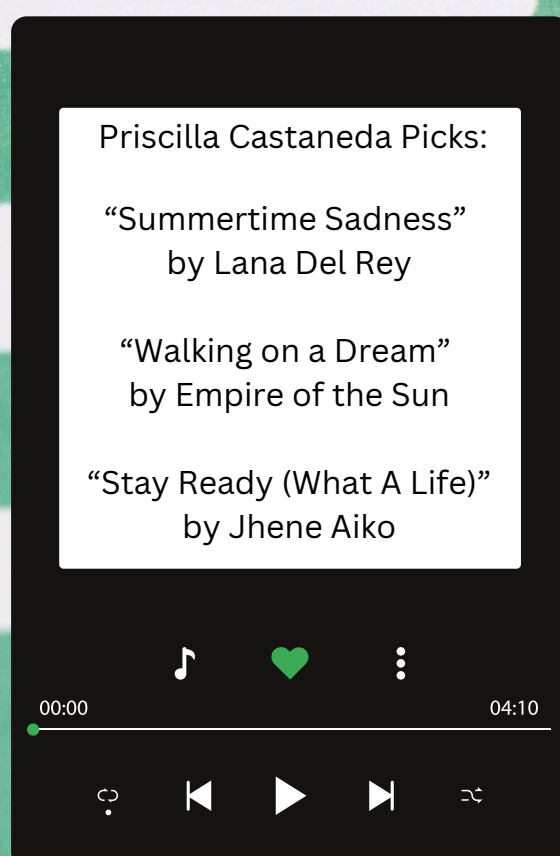 Priscilla Castaneda Picks:
“Summertime Sadness”
by Lana Del Rey
“Walking on a Dream”
by Empire of the Sun
“Stay Ready (What A Life)”
by Jhene Aiko
00:00 04:10